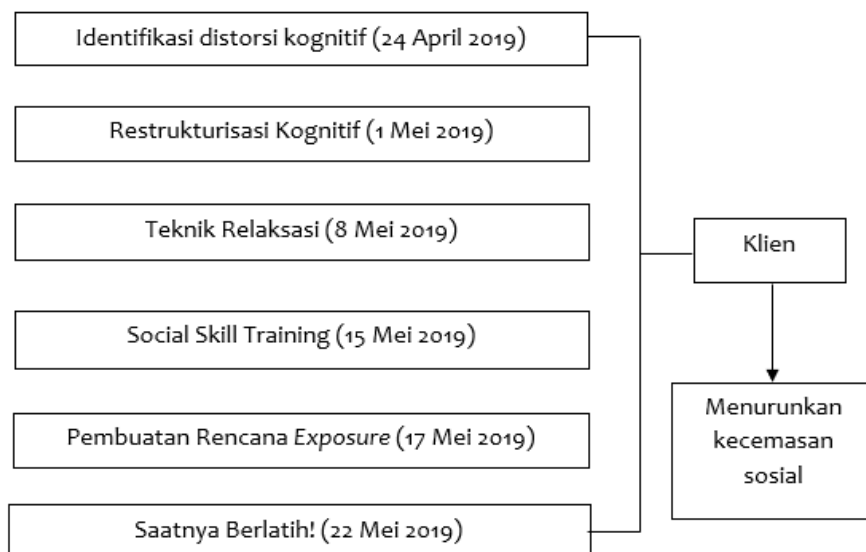 Identifikasi distorsi kognitif (24 April 2019)
Restrukturisasi Kognitif (1 Mei 2019)
Teknik Relaksasi (8 Mei 2019)
Social Skill Training (15 Mei 2019)
Pembuatan Rencana Exposure (17 Mei 2019)
Saatnya Berlatih! (22 Mei 2019)
Klien
Menurunkan
kecemasan
sosial